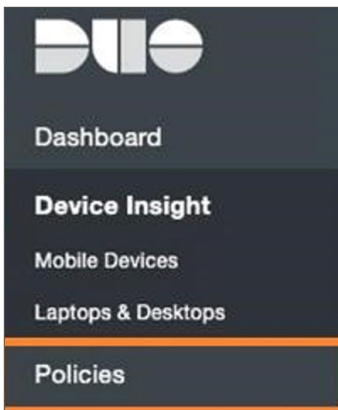 DUO
Dashboard
Device Insight
Mobile Devices
Laptops & Desktops
Policies